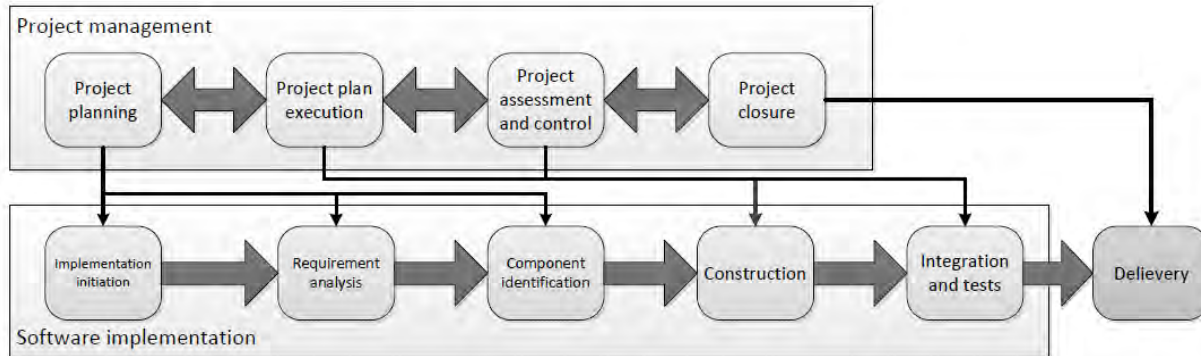 Project management
Project
planning
Project plan
execution
Project
assessment
and control
Project
closure
Implementation
initiation
Requirement
analysis
Component
identification
Construction
Integration
and tests
Delievery
Software implementation